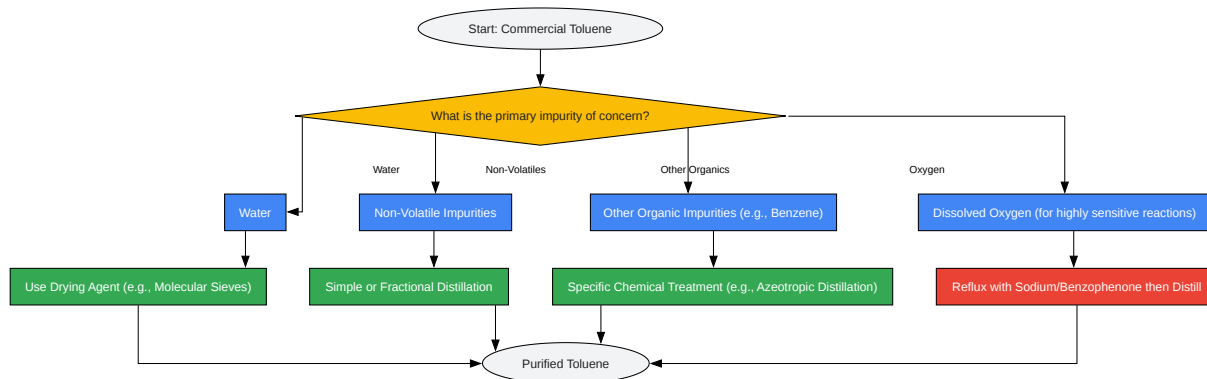 Start: Commercial Toluene
What is the primary impurity of concern?
Water
Non-Volatiles
Other Organics
Oxygen
Water
Non-Volatile Impurities
Other Organic Impurities (e.g., Benzene)
Dissolved Oxygen (for highly sensitive reactions)
Use Drying Agent (e.g., Molecular Sieves)
Simple or Fractional Distillation
Specific Chemical Treatment (e.g., Azeotropic Distillation)
Reflux with Sodium/Benzophenone then Distill
Purified Toluene